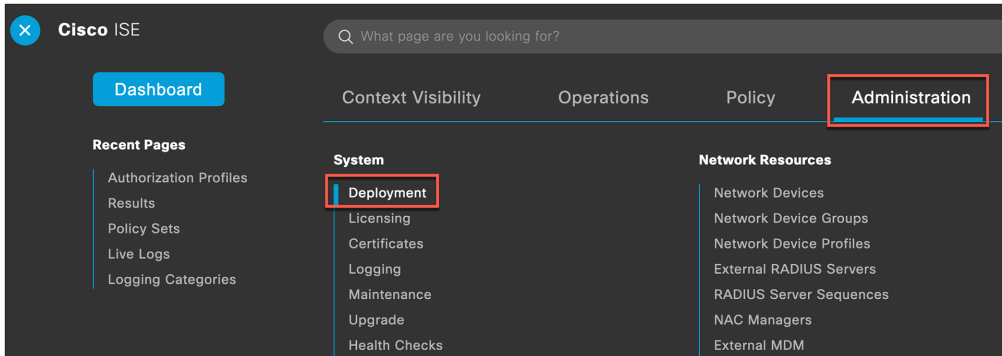 Cisco ISE
What page are you looking for?
Dashboard
Context Visibility
Operations
Policy
Administration
Recent Pages
Authorization Profiles
Results
Policy Sets
Live Logs
Logging Categories
System
Deployment
Licensing
Certificates
Logging
Maintenance
Upgrade
Health Checks
Network Resources
Network Devices
Network Device Groups
Network Device Profiles
External RADIUS Servers
RADIUS Server Sequences
NAC Managers
External MDM